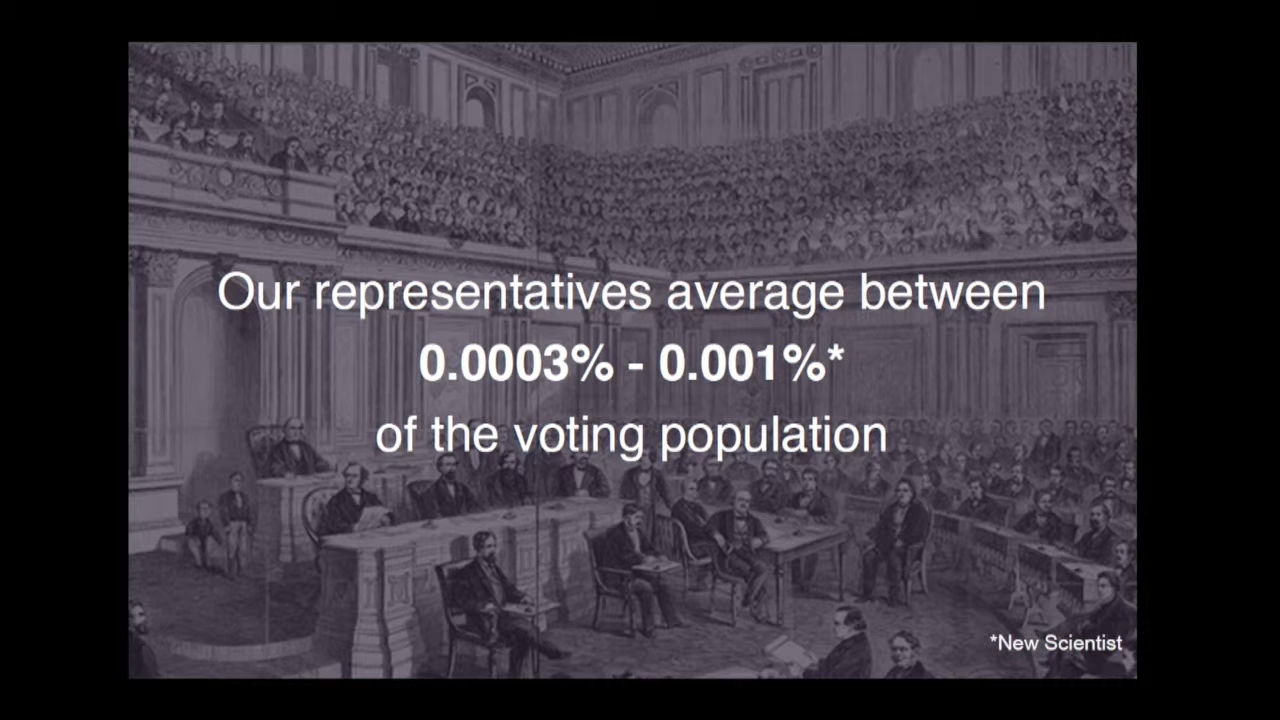 Our representatives average between
0.0003% - 0.001%*
of the voting population
*New Scientist